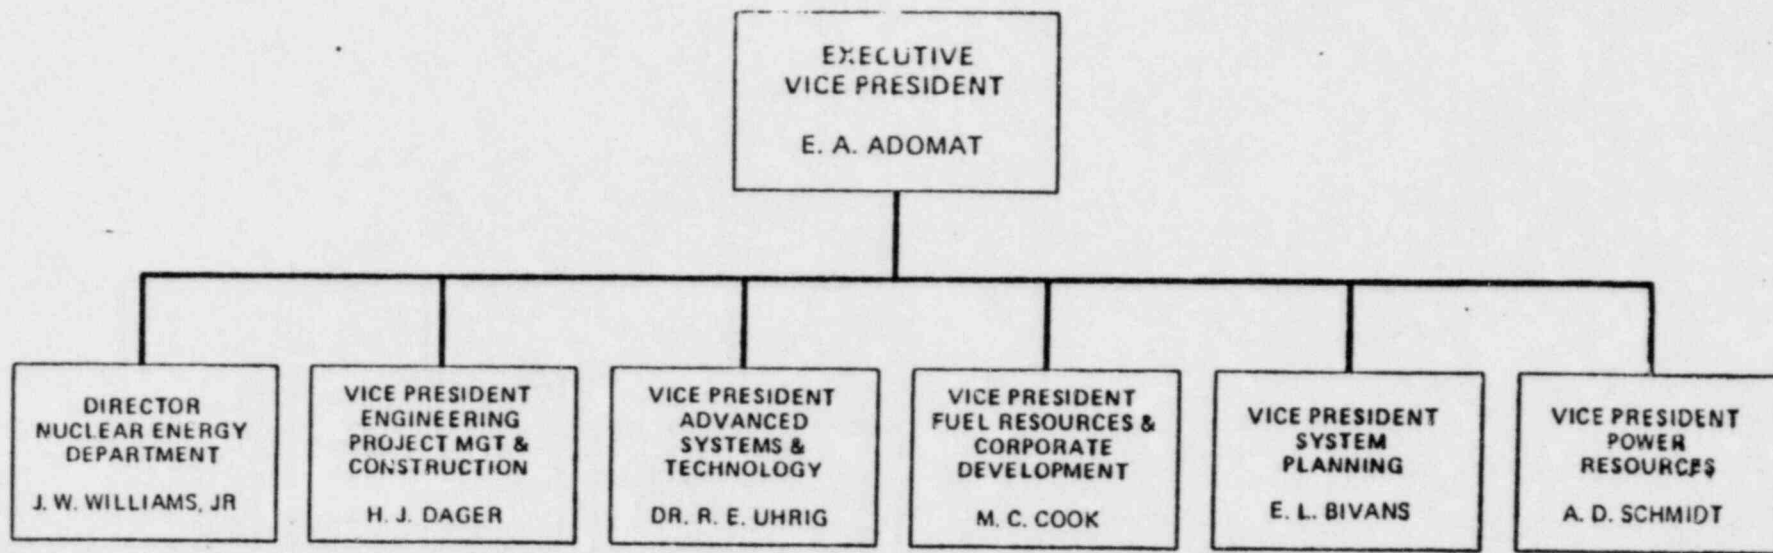 EXECUTIVE
VICE PRESIDENT
E. A. ADOMAT
DIRECTOR
NUCLEAR ENERGY
DEPARTMENT
J. W. WILLIAMS, JR
VICE PRESIDENT
ENGINEERING
PROJECT MGT &
CONSTRUCTION
H. J. DAGER
VICE PRESIDENT
ADVANCED
SYSTEMS &
TECHNOLOGY
DR. R. E. UHRIG
VICE PRESIDENT
FUEL RESOURCES &
CORPORATE
DEVELOPMENT
M. C. COOK
VICE PRESIDENT
SYSTEM
PLANNING
E. L. BIVANS
VICE PRESIDENT
POWER
RESOURCES
A. D. SCHMIDT